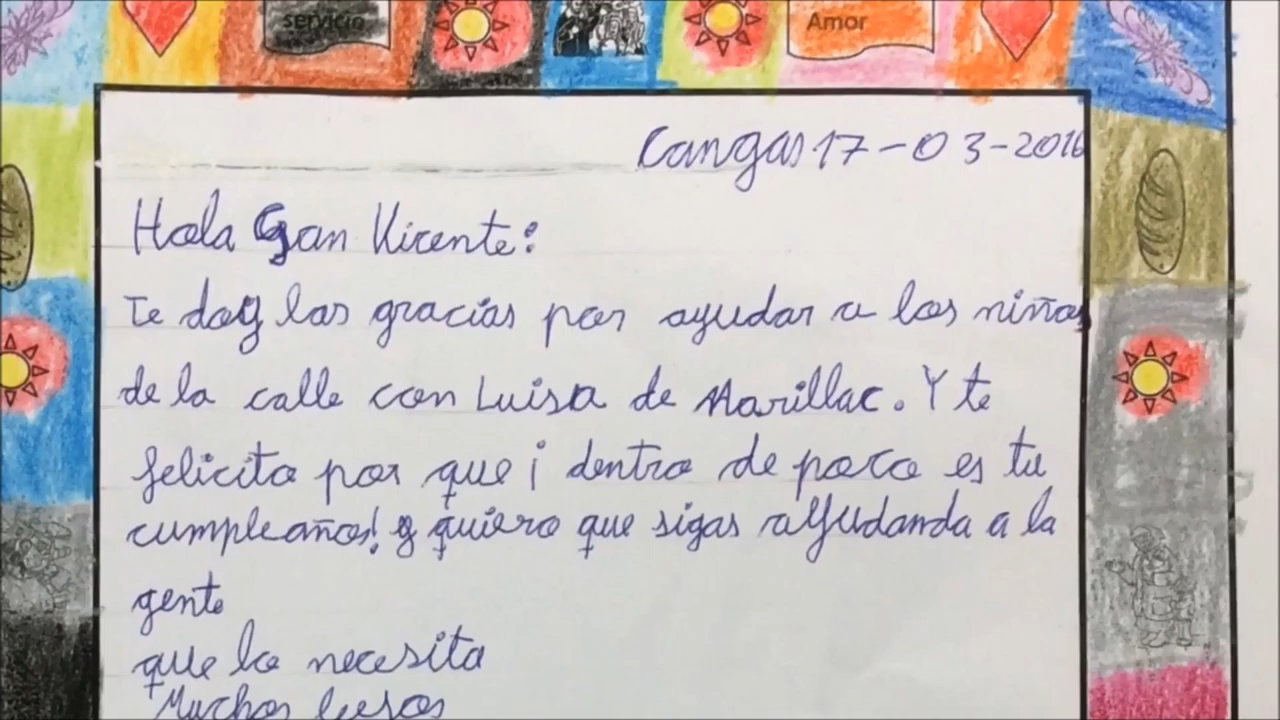 servicio
Amor
Cangas 17-03-2016
Hola San Vicente:
Te doy las gracias por ayudar a los niños
de la calle con Luisa de Marillac. Y te
felicito por que ¡dentro de poco es tu
cumpleaños! y quiero que sigas ayudando a la
gente
que lo necesita
Muchos besos